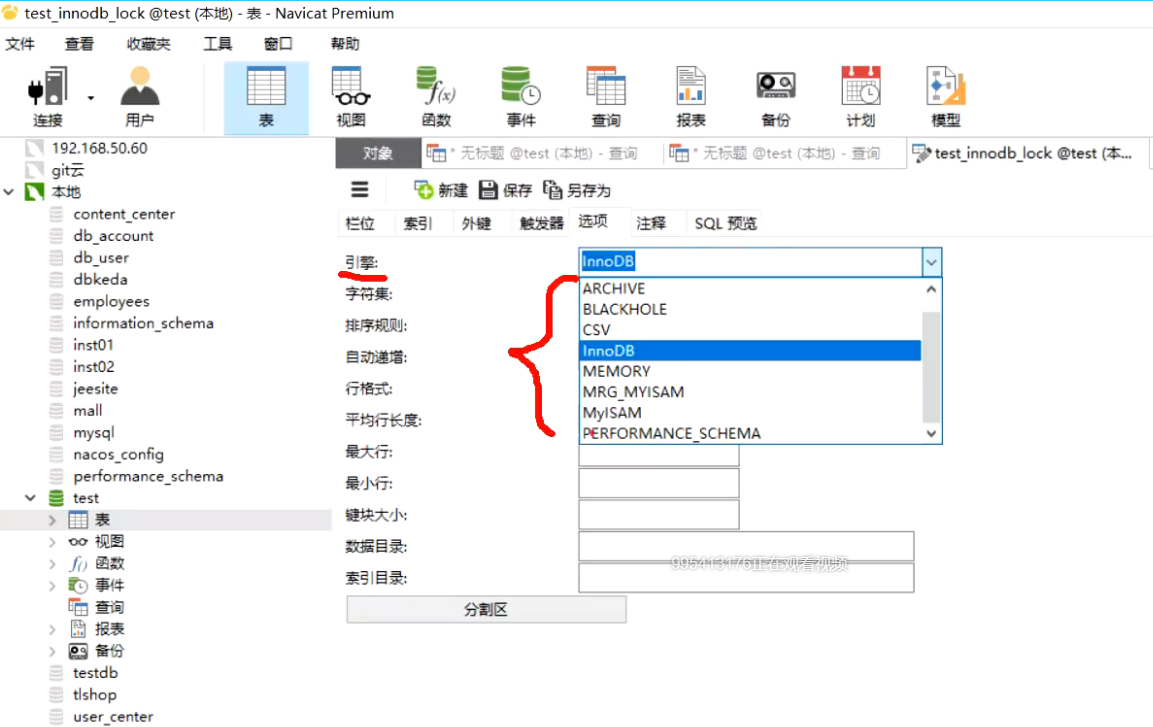 test_innodb_lock @test (本地) - 表 - Navicat Premium
文件 查看 收藏夹 工具 窗口 帮助
连接 用户 表 视图 函数 事件 查询 报表 备份 计划 模型
192.168.50.60
git云
本地
content_center
db_account
db_user
dbkeda
employees
information_schema
inst01
inst02
jeesite
mall
mysql
nacos_config
performance_schema
test
表
视图
函数
事件
查询
报表
备份
testdb
tlshop
user_center
对象 * 无标题 @test (本地) - 查询 * 无标题 @test (本地) - 查询 test_innodb_lock @test (本...
新建 保存 另存为
栏位 索引 外键 触发器 选项 注释 SQL 预览
引擎: InnoDB
字符集:
排序规则:
自动递增:
行格式:
平均行长度:
最大行:
最小行:
键块大小:
数据目录:
索引目录:
ARCHIVE
BLACKHOLE
CSV
InnoDB
MEMORY
MRG_MYISAM
MyISAM
PERFORMANCE_SCHEMA
995413176正在观看视频
分割区